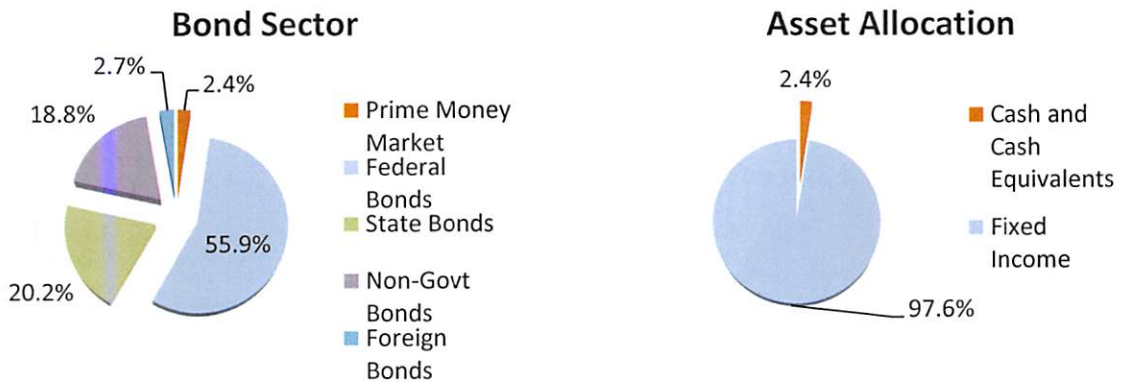 Bond Sector
2.7%
2.4%
18.8%
55.9%
20.2%
Prime Money
Market
Federal
Bonds
State Bonds
Non-Govt
Bonds
Foreign
Bonds
Asset Allocation
2.4%
97.6%
Cash and
Cash
Equivalents
Fixed
Income